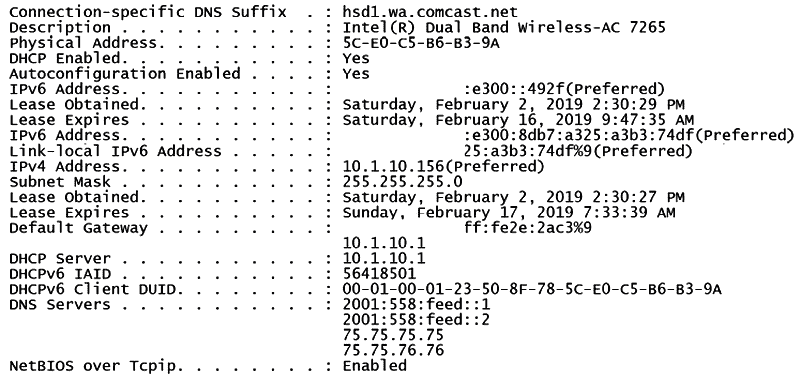 Connection-specific DNS Suffix . : hsd1.wa.comcast.net
Description . . . . . . . . . . . : Intel(R) Dual Band Wireless-AC 7265
Physical Address. . . . . . . . . : 5C-E0-C5-B6-B3-9A
DHCP Enabled. . . . . . . . . . . : Yes
Autoconfiguration Enabled . . . . : Yes
IPv6 Address. . . . . . . . . . . : :e300::492f(Preferred)
Lease Obtained. . . . . . . . . . : Saturday, February 2, 2019 2:30:29 PM
Lease Expires . . . . . . . . . . : Saturday, February 16, 2019 9:47:35 AM
IPv6 Address. . . . . . . . . . . : :e300:8db7:a325:a3b3:74df(Preferred)
Link-local IPv6 Address . . . . . : 25:a3b3:74df%9(Preferred)
IPv4 Address. . . . . . . . . . . : 10.1.10.156(Preferred)
Subnet Mask . . . . . . . . . . . : 255.255.255.0
Lease Obtained. . . . . . . . . . : Saturday, February 2, 2019 2:30:27 PM
Lease Expires . . . . . . . . . . : Sunday, February 17, 2019 7:33:39 AM
Default Gateway . . . . . . . . . : ff:fe2e:2ac3%9
10.1.10.1
DHCP Server . . . . . . . . . . . : 10.1.10.1
DHCPv6 IAID . . . . . . . . . . . : 56418501
DHCPv6 Client DUID. . . . . . . . : 00-01-00-01-23-50-8F-78-5C-E0-C5-B6-B3-9A
DNS Servers . . . . . . . . . . . : 2001:558:feed::1
2001:558:feed::2
75.75.75.75
75.75.76.76
NetBIOS over Tcpip. . . . . . . . : Enabled